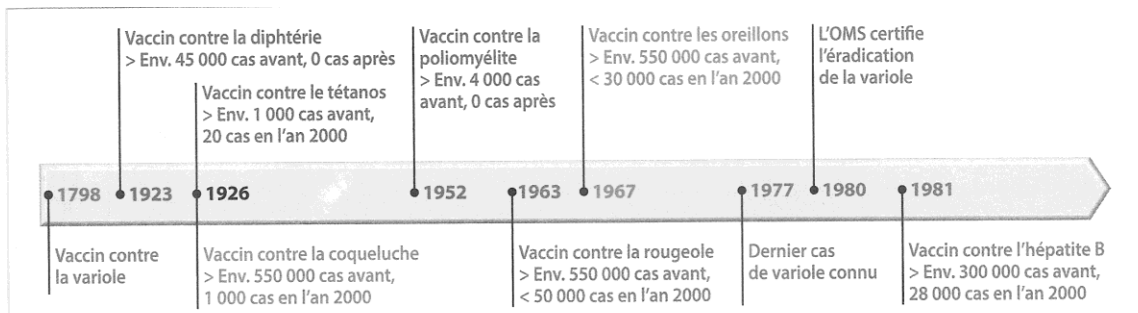 Vaccin contre la diphtérie
> Env. 45 000 cas avant, 0 cas après
Vaccin contre le tétanos
> Env. 1 000 cas avant,
20 cas en l'an 2000
Vaccin contre la
poliomyélite
> Env. 4 000 cas
avant, 0 cas après
Vaccin contre les oreillons
> Env. 550 000 cas avant,
< 30 000 cas en l'an 2000
L'OMS certifie
l'éradication
de la variole
1798 1923 1926 1952 1963 1967 1977 1980 1981
Vaccin contre
la variole
Vaccin contre la coqueluche
> Env. 550 000 cas avant,
1 000 cas en l'an 2000
Vaccin contre la rougeole
> Env. 550 000 cas avant,
< 50 000 cas en l'an 2000
Dernier cas
de variole connu
Vaccin contre l'hépatite B
> Env. 300 000 cas avant,
28 000 cas en l'an 2000